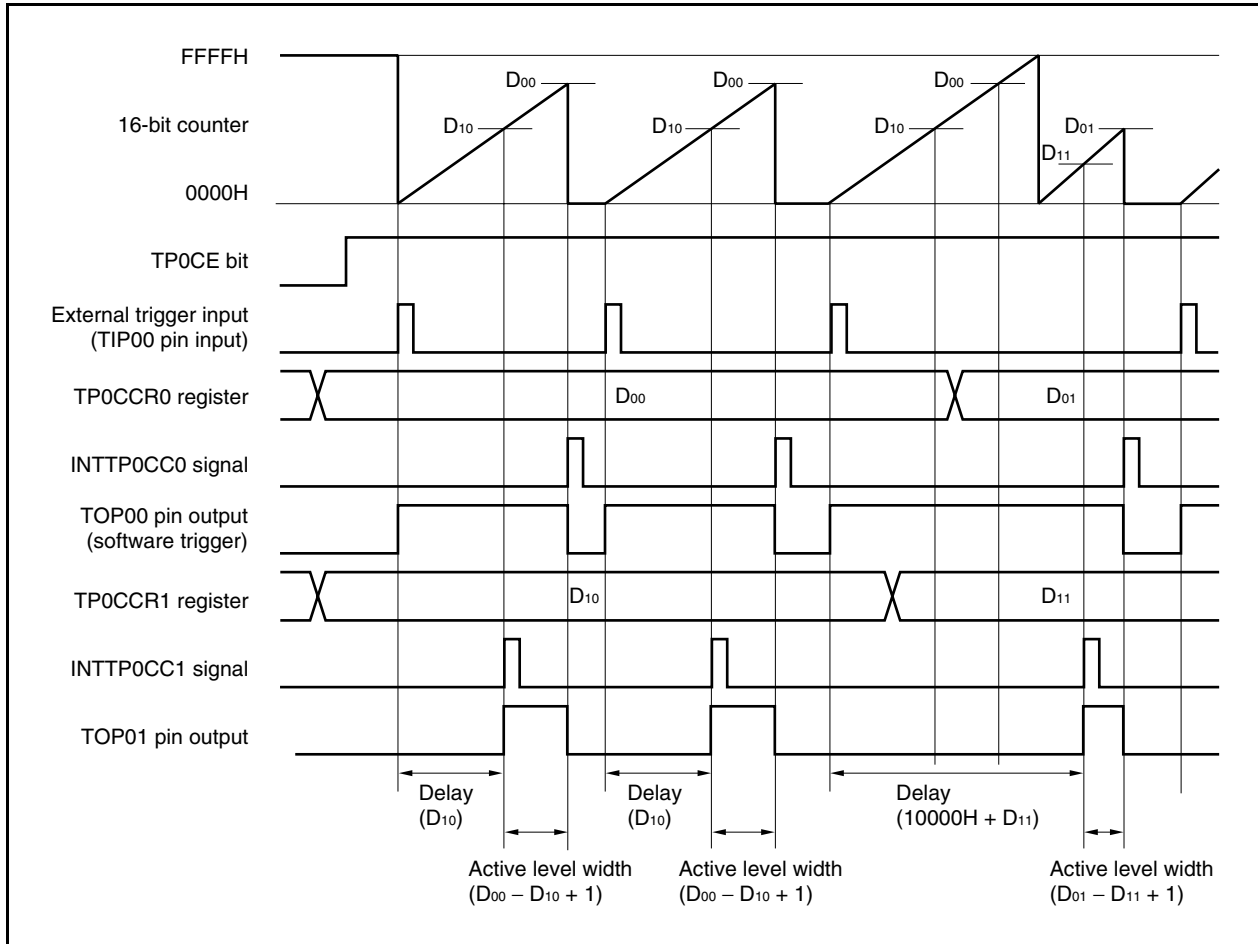 FFFFH
16-bit counter
0000H
D10
D00
D10
D00
D10
D00
D11
D01
TP0CE bit
External trigger input
(TIP00 pin input)
TP0CCR0 register
D00
D01
INTTP0CC0 signal
TOP00 pin output
(software trigger)
TP0CCR1 register
D10
D11
INTTP0CC1 signal
TOP01 pin output
Delay
(D10)
Delay
(D10)
Delay
(10000H + D11)
Active level width
(D00 − D10 + 1)
Active level width
(D00 − D10 + 1)
Active level width
(D01 − D11 + 1)